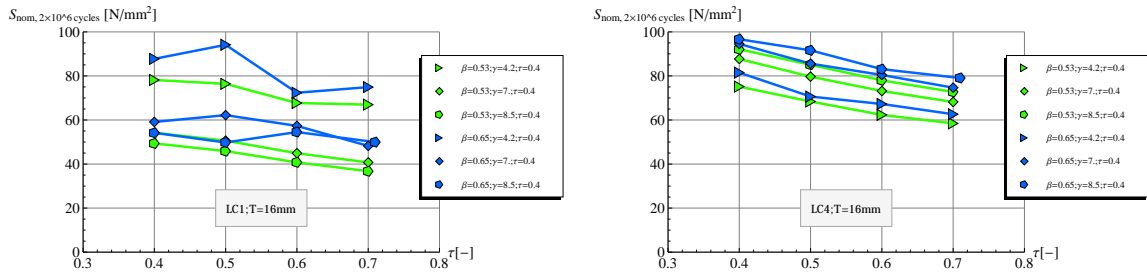 S_nom, 2×10^6 cycles [N/mm²]
100
80
60
40
20
0
0.3 0.4 0.5 0.6 0.7 0.8
τ[−]
LC1;T=16mm
β=0.53;γ=4.2;τ=0.4
β=0.53;γ=7.;τ=0.4
β=0.53;γ=8.5;τ=0.4
β=0.65;γ=4.2;τ=0.4
β=0.65;γ=7.;τ=0.4
β=0.65;γ=8.5;τ=0.4
S_nom, 2×10^6 cycles [N/mm²]
100
80
60
40
20
0
0.3 0.4 0.5 0.6 0.7 0.8
τ[−]
LC4;T=16mm
β=0.53;γ=4.2;τ=0.4
β=0.53;γ=7.;τ=0.4
β=0.53;γ=8.5;τ=0.4
β=0.65;γ=4.2;τ=0.4
β=0.65;γ=7.;τ=0.4
β=0.65;γ=8.5;τ=0.4